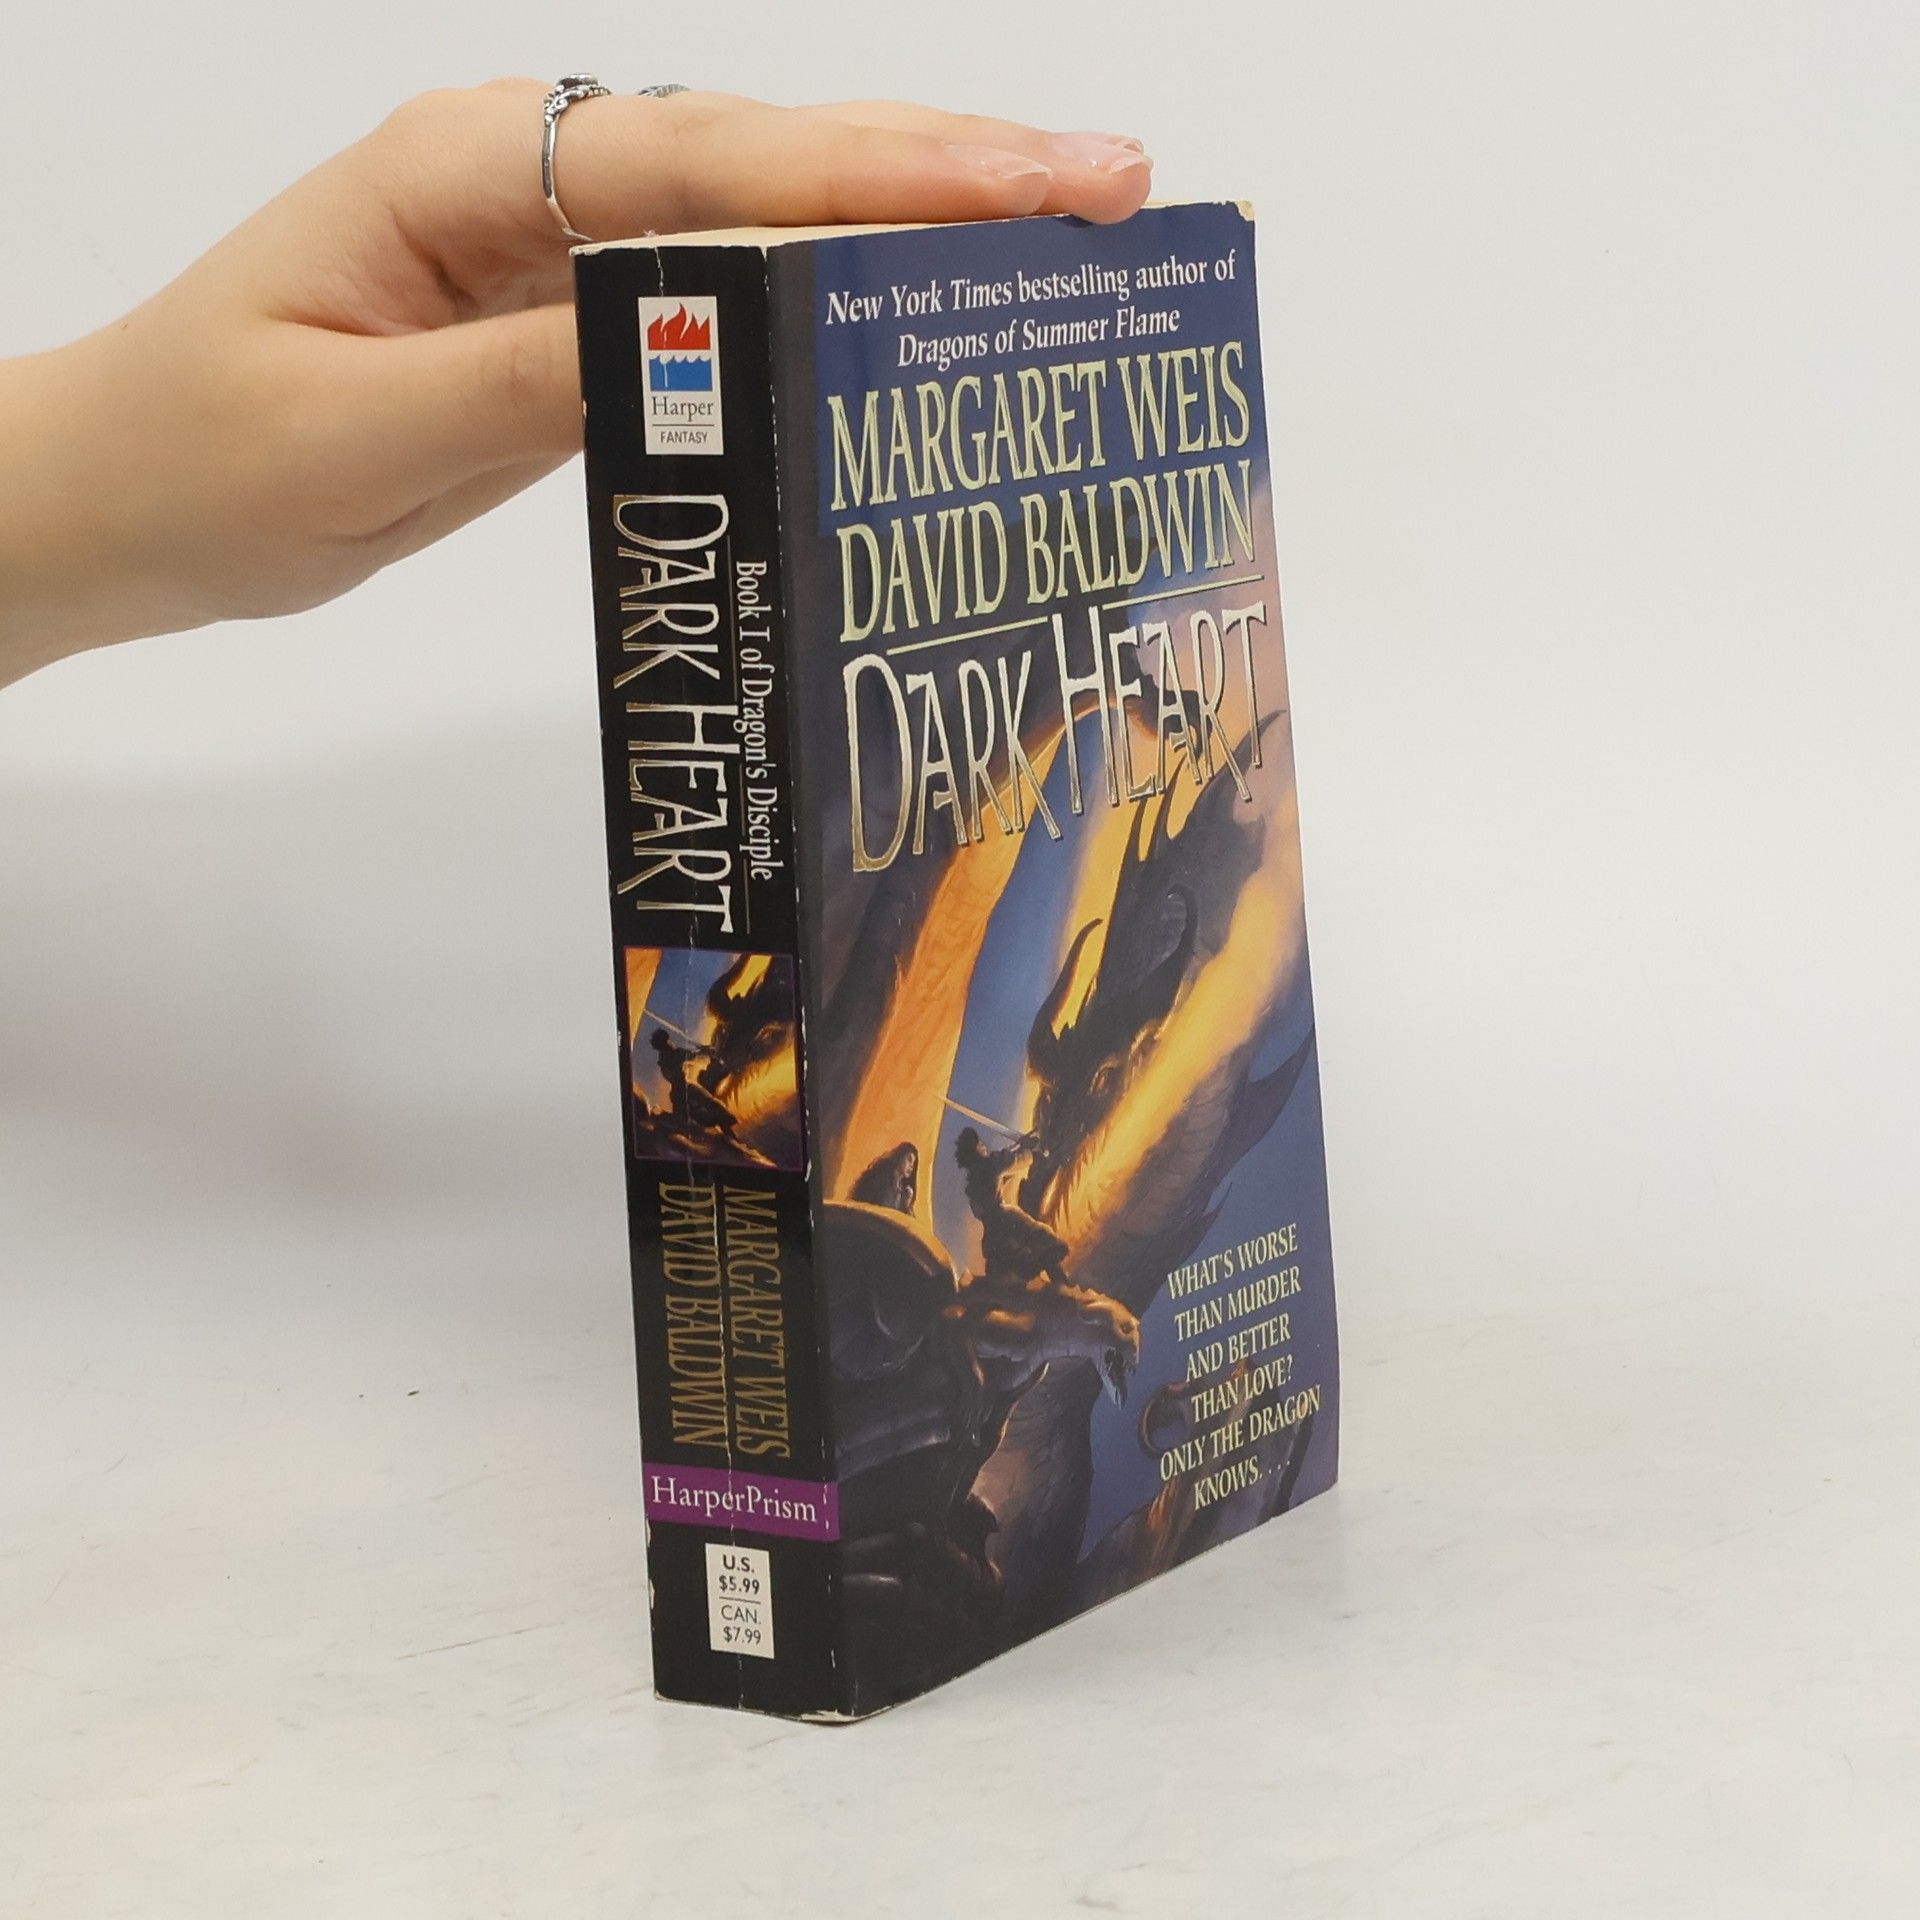 Harper
FANTASY
DARK HEART
Book I of Dragon's Disciple
MARGARET WEIS
DAVID BALDWIN
HarperPrism
U.S.
$5.99
CAN.
$7.99
New York Times bestselling author of
Dragons of Summer Flame
MARGARET WEIS
DAVID BALDWIN
DARK HEART
WHAT'S WORSE
THAN MURDER
AND BETTER
THAN LOVE?
ONLY THE DRAGON
KNOWS....